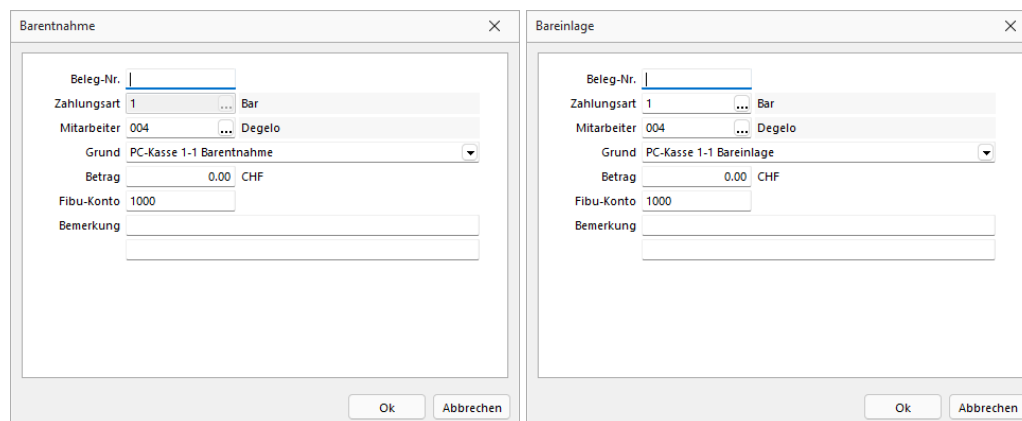 Barentnahme
Beleg-Nr.
Zahlungsart 1 ... Bar
Mitarbeiter 004 ... Degelo
Grund PC-Kasse 1-1 Barentnahme
Betrag 0.00 CHF
Fibu-Konto 1000
Bemerkung
Ok Abbrechen
Bareinlage
Beleg-Nr.
Zahlungsart 1 ... Bar
Mitarbeiter 004 ... Degelo
Grund PC-Kasse 1-1 Bareinlage
Betrag 0.00 CHF
Fibu-Konto 1000
Bemerkung
Ok Abbrechen